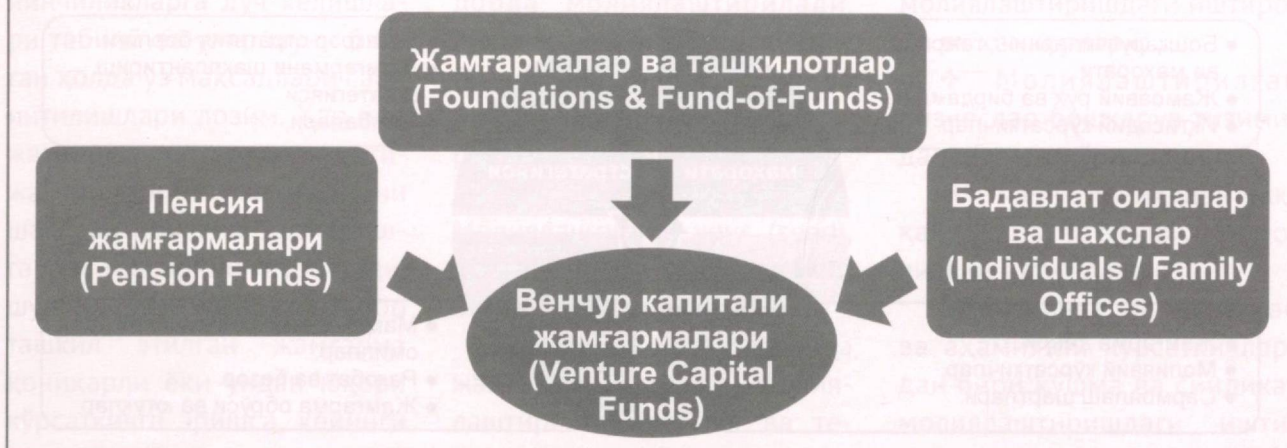 Жамғармалар ва ташкилотлар
(Foundations & Fund-of-Funds)
Пенсия
жамғармалари
(Pension Funds)
Бадавлат оилалар
ва шахслар
(Individuals / Family
Offices)
Венчур капитали
жамғармалари
(Venture Capital
Funds)